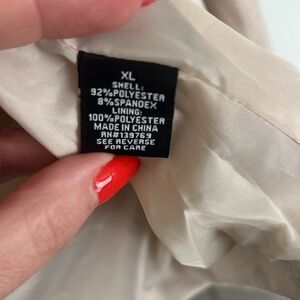 XL
SHELL:
92%POLYESTER
8%SPANDEX
LINING:
100%POLYESTER
MADE IN CHINA
RN#139769
SEE REVERSE
FOR CARE